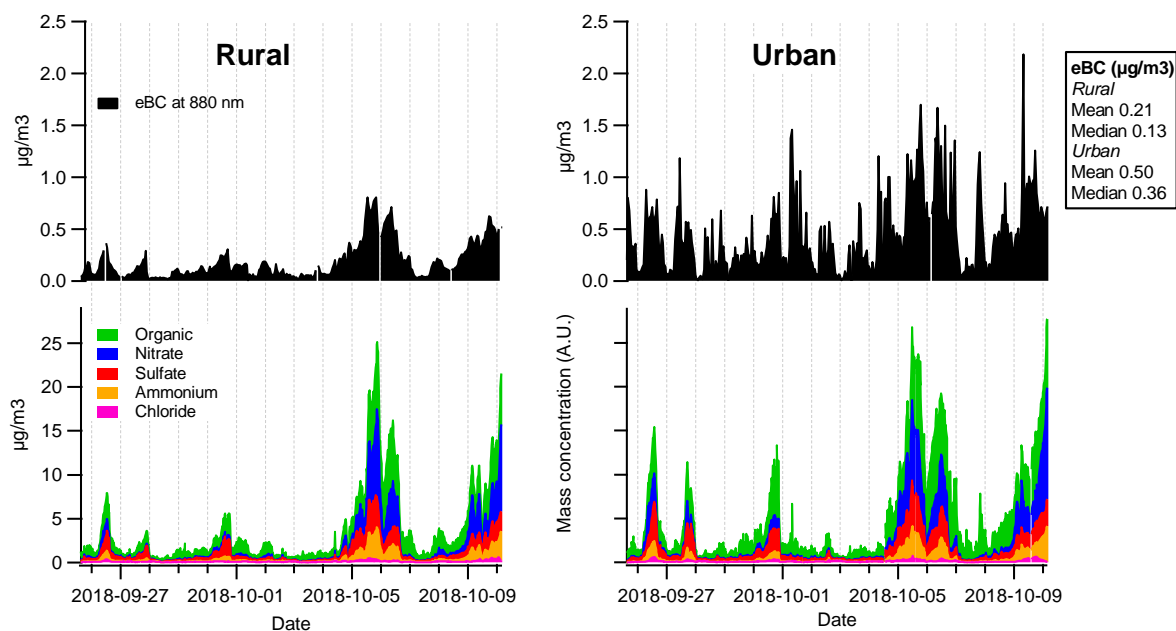 Rural
Urban
2.5
2.0
1.5
1.0
0.5
0.0
µg/m3
eBC at 880 nm
2.5
2.0
1.5
1.0
0.5
0.0
µg/m3
eBC (µg/m3)
Rural
Mean 0.21
Median 0.13
Urban
Mean 0.50
Median 0.36
25
20
15
10
5
0
µg/m3
Organic
Nitrate
Sulfate
Ammonium
Chloride
2018-09-27
2018-10-01
2018-10-05
2018-10-09
Date
Mass concentration (A.U.)
2018-09-27
2018-10-01
2018-10-05
2018-10-09
Date